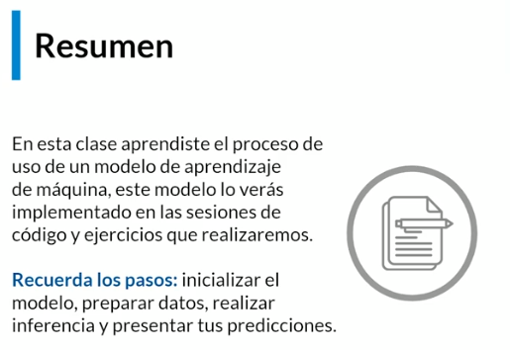 Resumen
En esta clase aprendiste el proceso de
uso de un modelo de aprendizaje
de máquina, este modelo lo verás
implementado en las sesiones de
código y ejercicios que realizaremos.
Recuerda los pasos: inicializar el
modelo, preparar datos, realizar
inferencia y presentar tus predicciones.